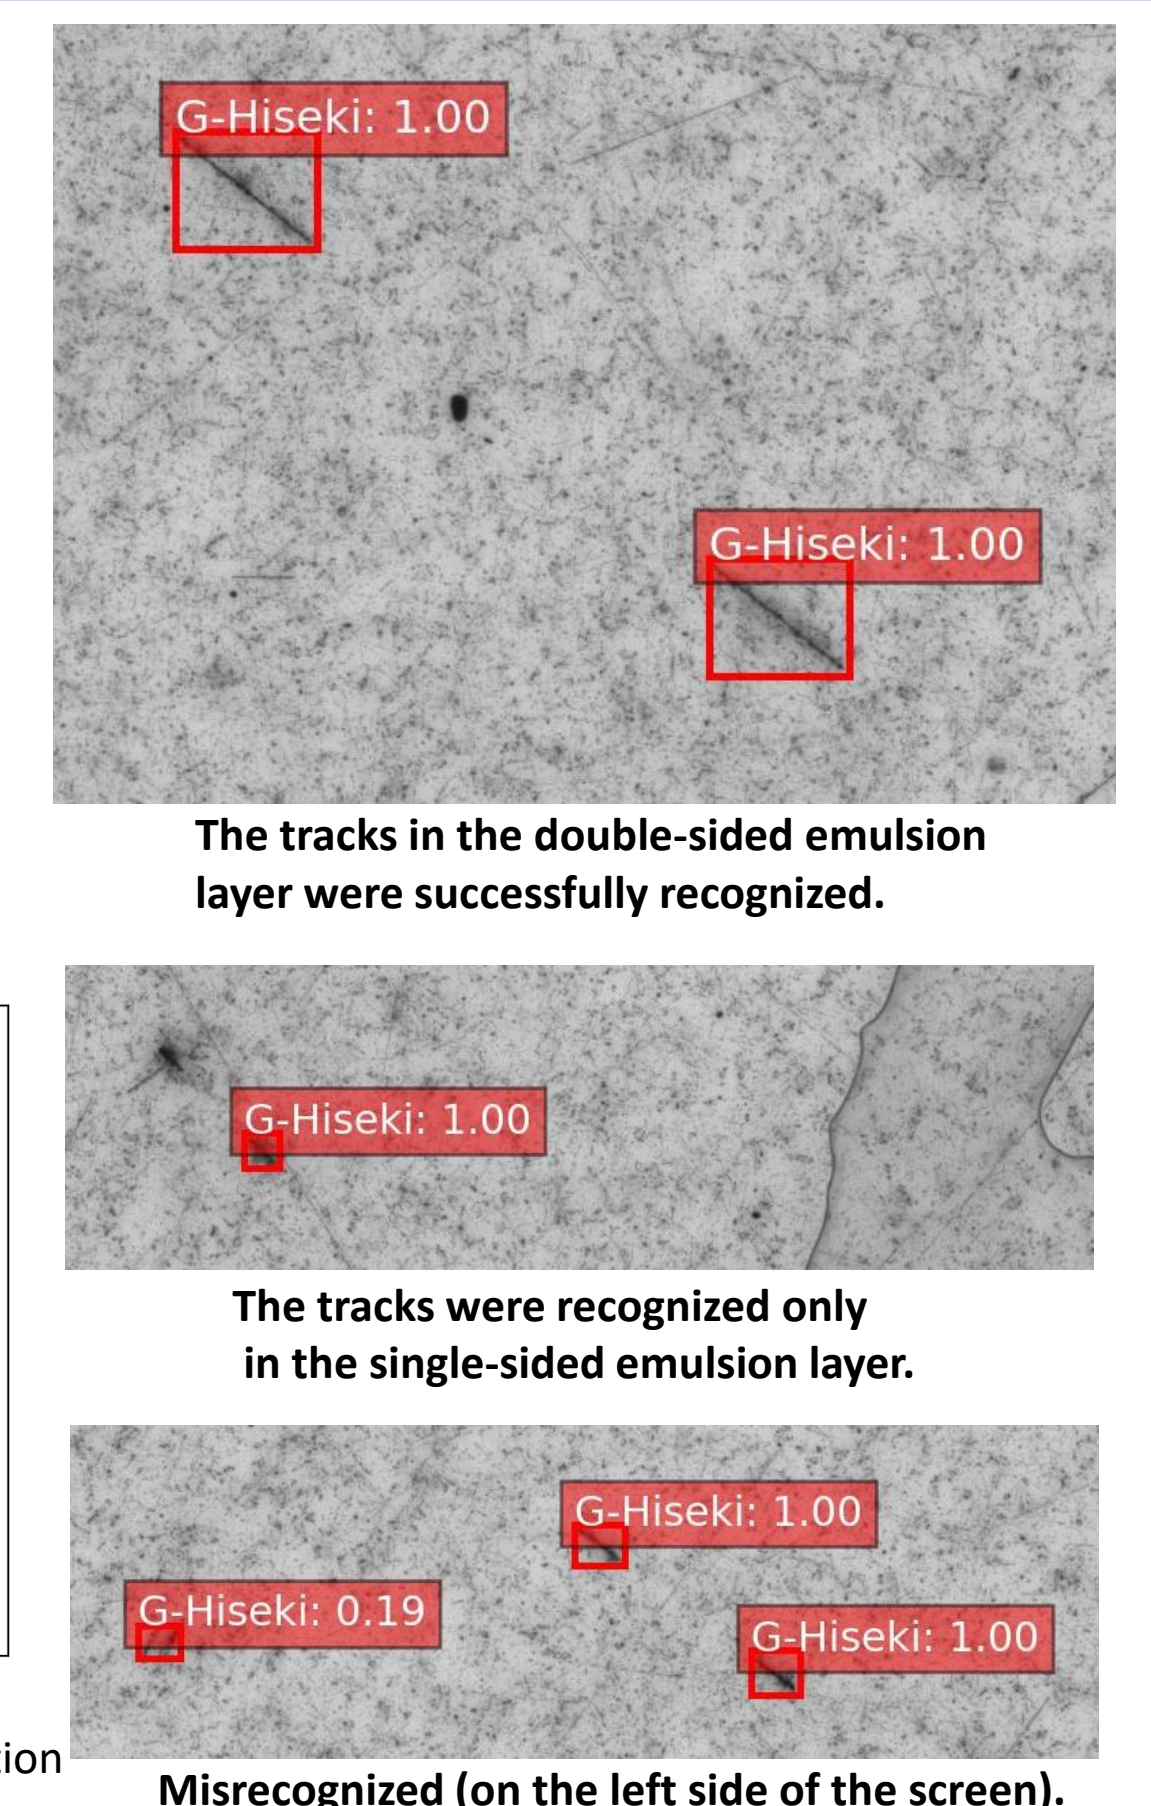 G-Hiseki: 1.00
G-Hiseki: 1.00
The tracks in the double-sided emulsion
layer were successfully recognized.
G-Hiseki: 1.00
The tracks were recognized only
in the single-sided emulsion layer.
G-Hiseki: 1.00
G-Hiseki: 0.19
G-Hiseki: 1.00
Misrecognized (on the left side of the screen).